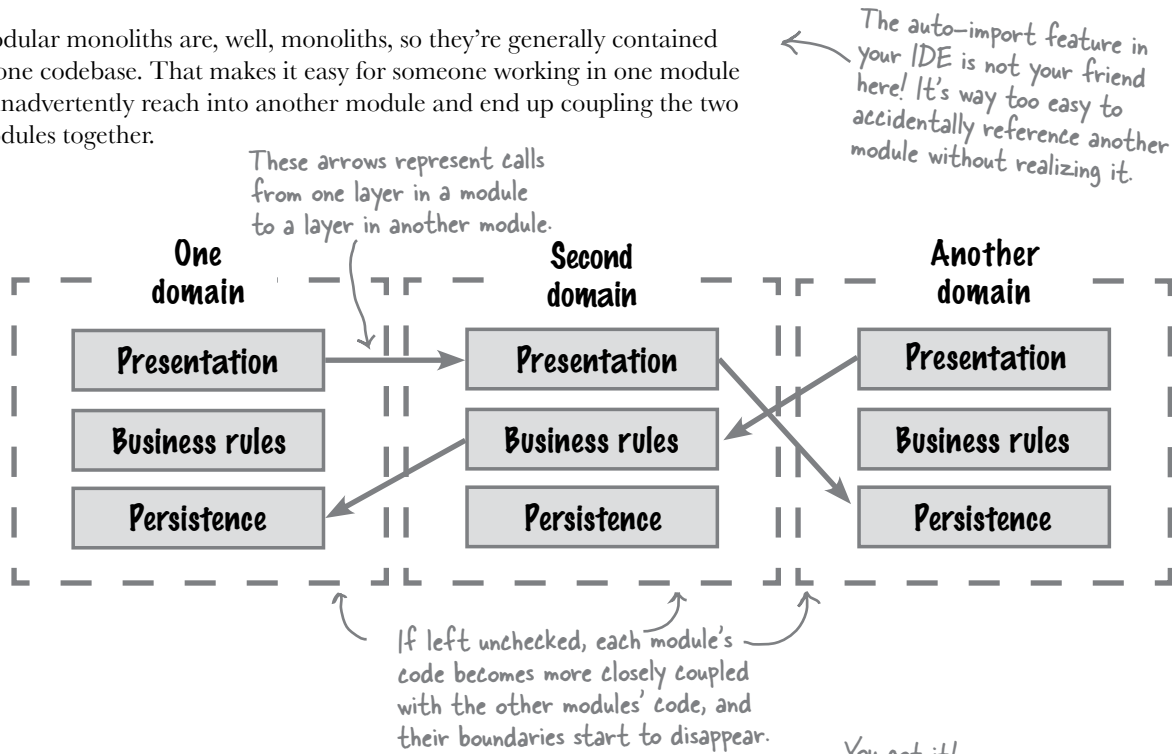 odular monoliths are, well, monoliths, so they're generally contained
one codebase. That makes it easy for someone working in one module
inadvertently reach into another module and end up coupling the two
odules together.
The auto-import feature in
your IDE is not your friend
here! It's way too easy to
accidentally reference another
module without realizing it.
These arrows represent calls
from one layer in a module
to a layer in another module.
One
domain
Presentation
Business rules
Persistence
Second
domain
Presentation
Business rules
Persistence
Another
domain
Presentation
Business rules
Persistence
If left unchecked, each module's
code becomes more closely coupled
with the other modules' code, and
their boundaries start to disappear.